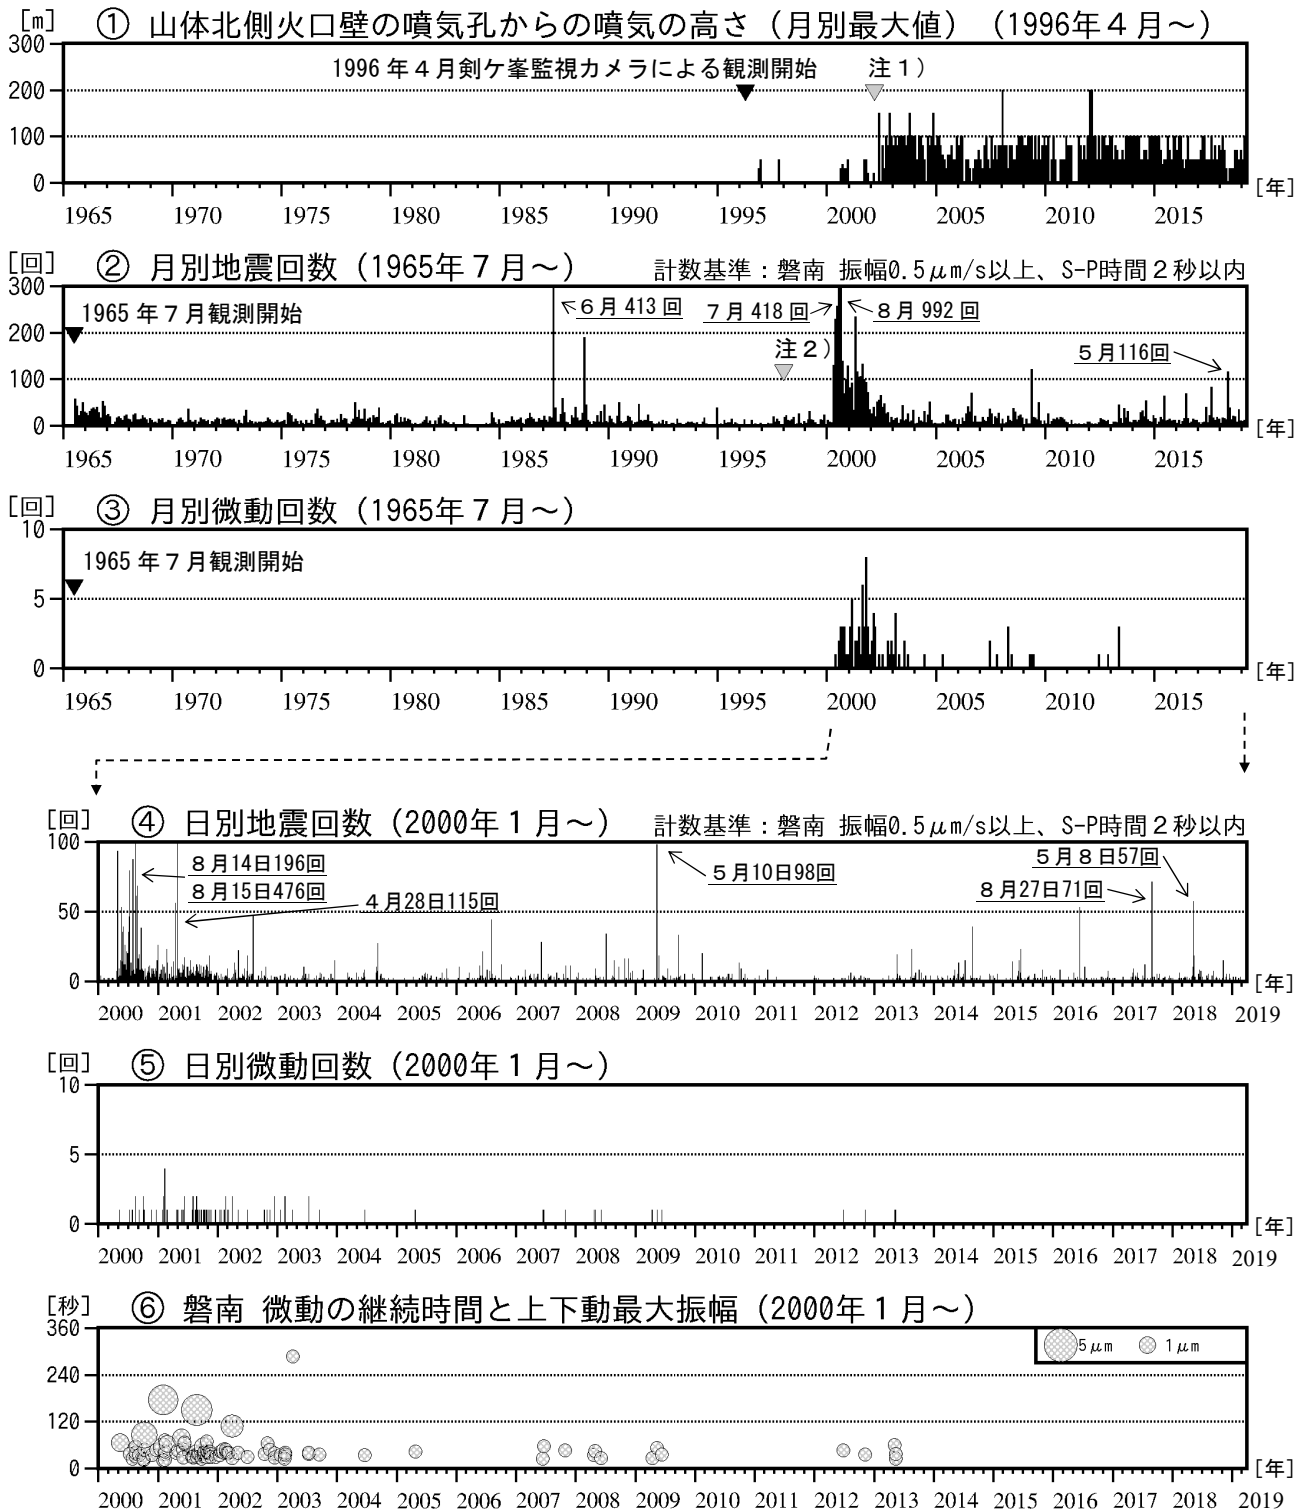 [m] ① 山体北側火口壁の噴気孔からの噴気の高さ（月別最大値）（1996年４月～）
300
1996 年４月剣ケ峯監視カメラによる観測開始 注１）
200
100
0
[年]
1965 1970 1975 1980 1985 1990 1995 2000 2005 2010 2015
[回] ② 月別地震回数（1965年７月～） 計数基準：磐南 振幅0.5μm/s以上、S-P時間２秒以内
300
1965 年７月観測開始 ６月 413 回 ７月 418 回 ８月 992 回
200
注２） ５月116回
100
0
[年]
1965 1970 1975 1980 1985 1990 1995 2000 2005 2010 2015
[回] ③ 月別微動回数（1965年７月～）
10
1965 年７月観測開始
5
0
[年]
1965 1970 1975 1980 1985 1990 1995 2000 2005 2010 2015
[回] ④ 日別地震回数（2000年１月～） 計数基準：磐南 振幅0.5μm/s以上、S-P時間２秒以内
100
８月14日196回 ５月10日98回 ５月８日57回
８月15日476回 ４月28日115回 ８月27日71回
50
0
[年]
2000 2001 2002 2003 2004 2005 2006 2007 2008 2009 2010 2011 2012 2013 2014 2015 2016 2017 2018 2019
[回] ⑤ 日別微動回数（2000年１月～）
10
5
0
[年]
2000 2001 2002 2003 2004 2005 2006 2007 2008 2009 2010 2011 2012 2013 2014 2015 2016 2017 2018 2019
[秒] ⑥ 磐南 微動の継続時間と上下動最大振幅（2000年１月～）
360
5μm 1μm
240
120
0
[年]
2000 2001 2002 2003 2004 2005 2006 2007 2008 2009 2010 2011 2012 2013 2014 2015 2016 2017 2018 2019